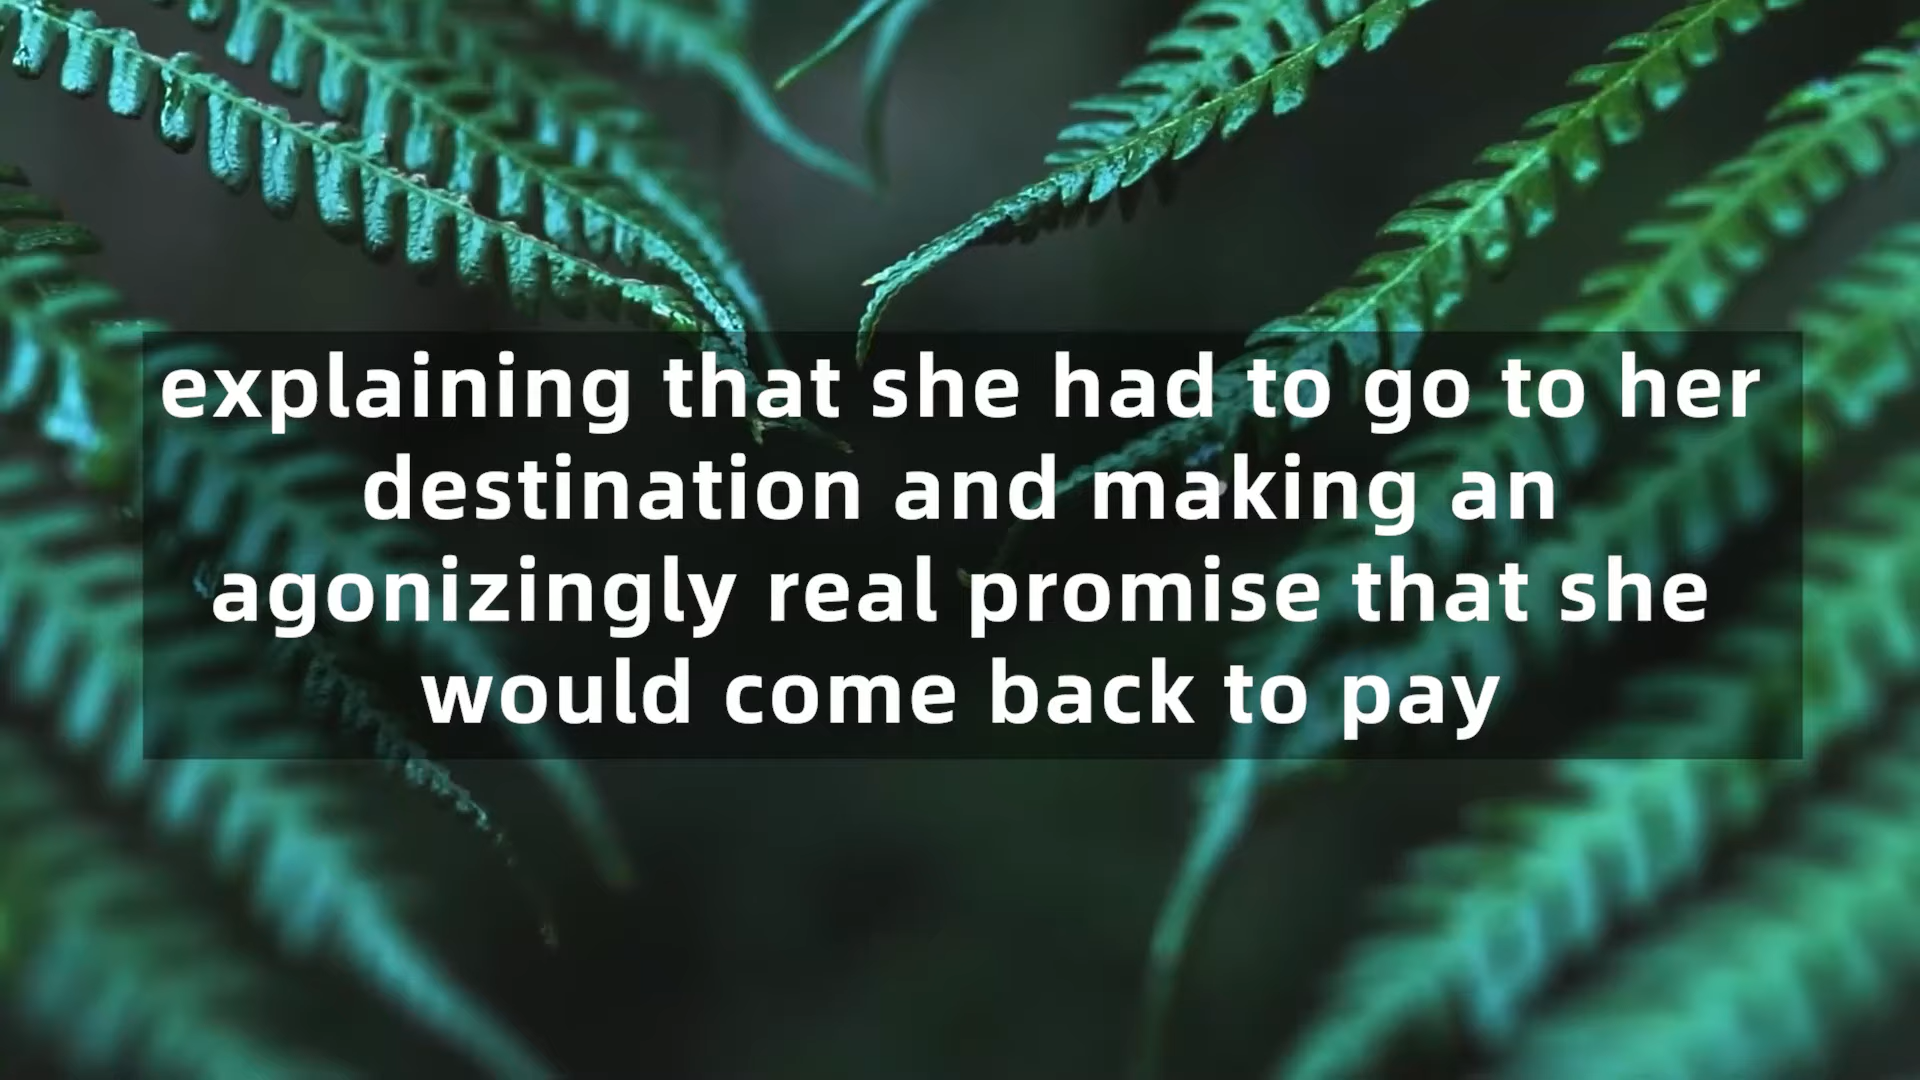 explaining that she had to go to her
destination and making an
agonizingly real promise that she
would come back to pay